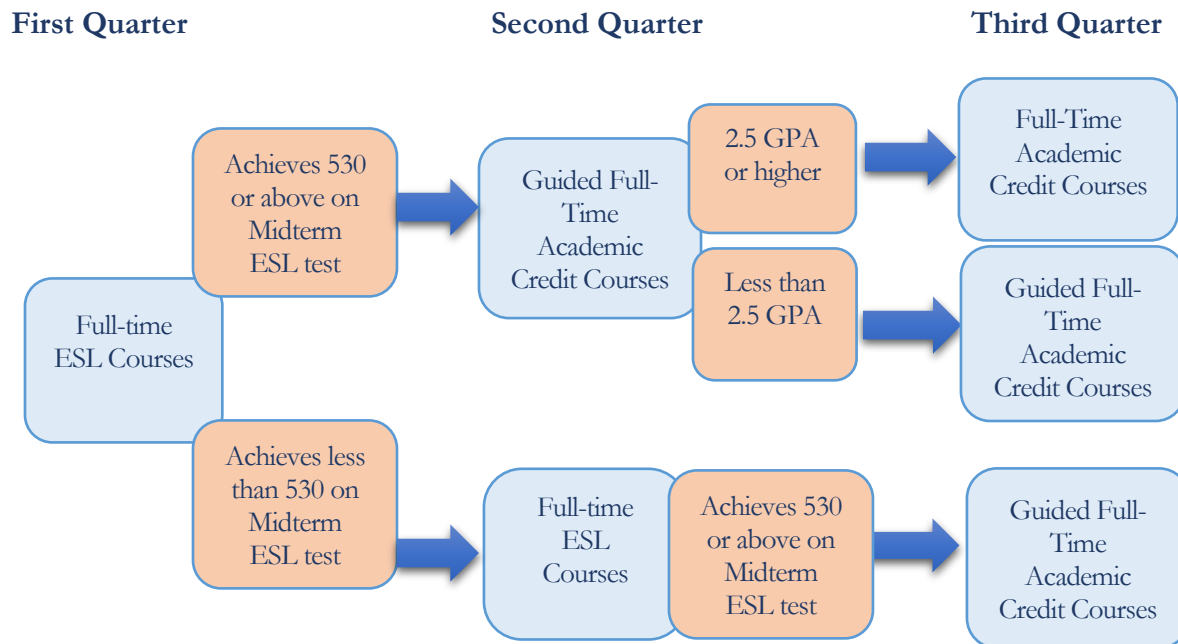 First Quarter
Second Quarter
Third Quarter
Full-time
ESL Courses
Achieves 530
or above on
Midterm
ESL test
Guided Full-
Time
Academic
Credit Courses
2.5 GPA
or higher
Full-Time
Academic
Credit Courses
Less than
2.5 GPA
Guided Full-
Time
Academic
Credit Courses
Achieves less
than 530 on
Midterm
ESL test
Full-time
ESL
Courses
Achieves 530
or above on
Midterm
ESL test
Guided Full-
Time
Academic
Credit Courses